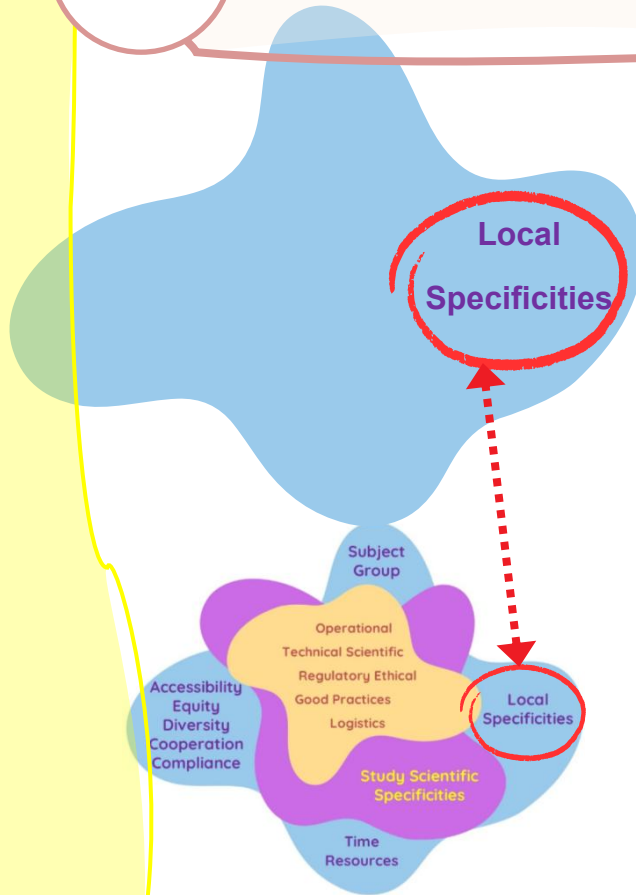 Local
Specificities
Subject
Group
Operational
Technical Scientific
Regulatory Ethical
Good Practices
Logistics
Accessibility
Equity
Diversity
Cooperation
Compliance
Local
Specificities
Study Scientific
Specificities
Time
Resources